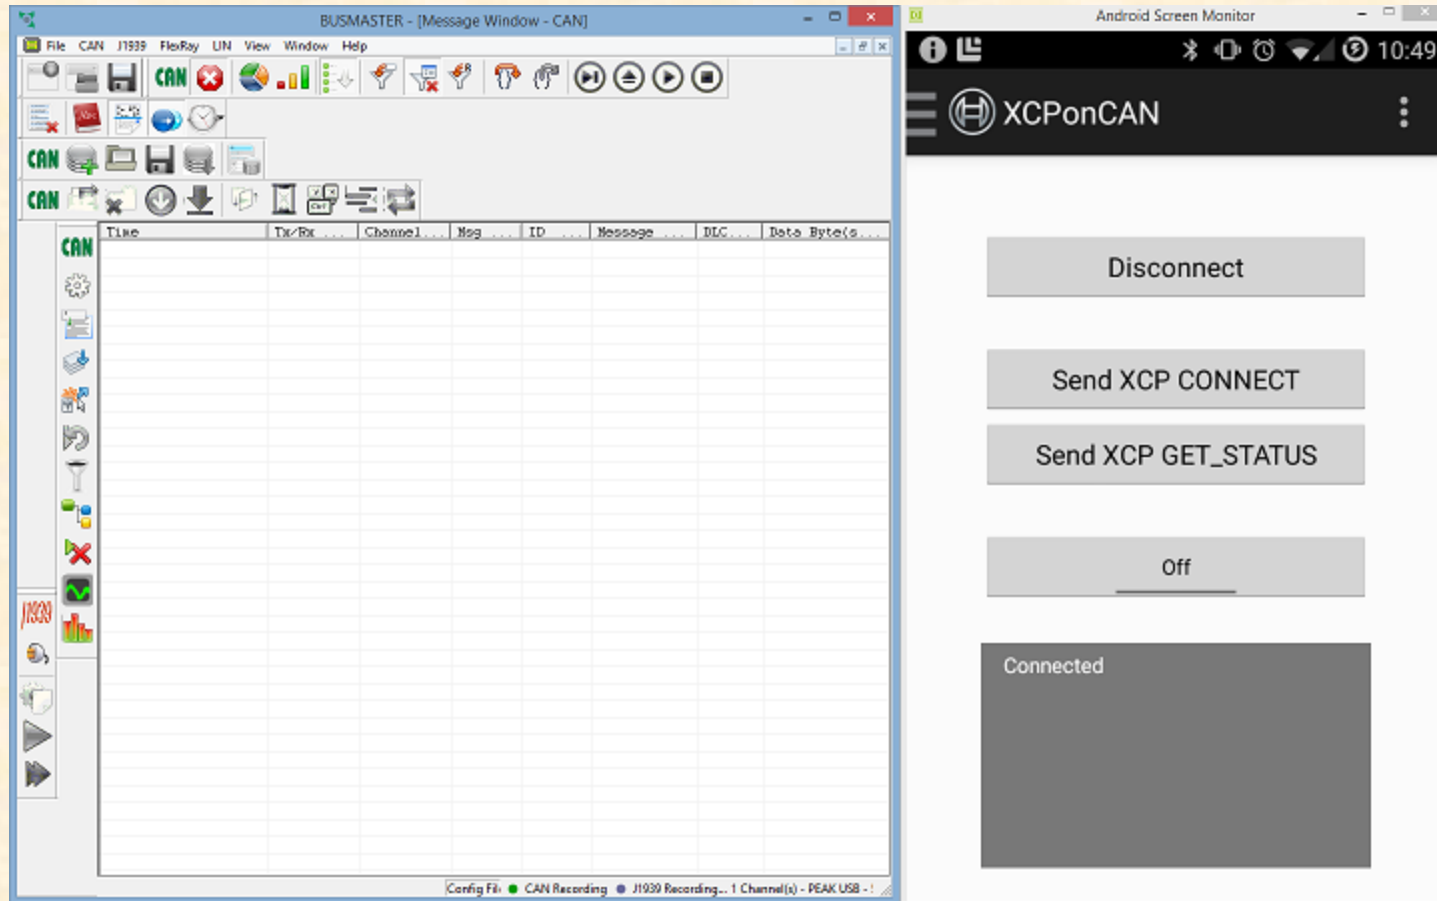 BUSMASTER - [Message Window - CAN]
File CAN J1939 FlexRay LIN View Window Help
CAN
CAN
CAN
CAN
Time Tx/Rx ... Channel... Msg ... ID ... Message ... DLC... Data Byte(s...
J1939
Config Fil CAN Recording J1939 Recording... 1 Channel(s) - PEAK USB -
Android Screen Monitor
10:49
XCPonCAN
Disconnect
Send XCP CONNECT
Send XCP GET_STATUS
Off
Connected